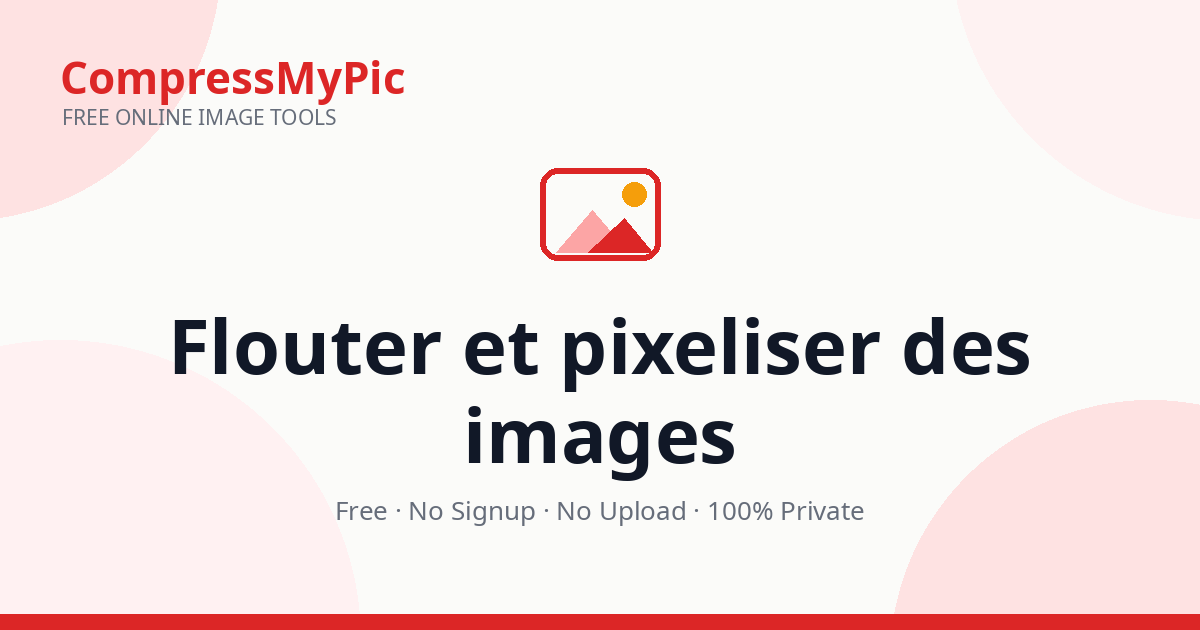 CompressMyPic
FREE ONLINE IMAGE TOOLS
Flouter et pixeliser des
images
Free · No Signup · No Upload · 100% Private